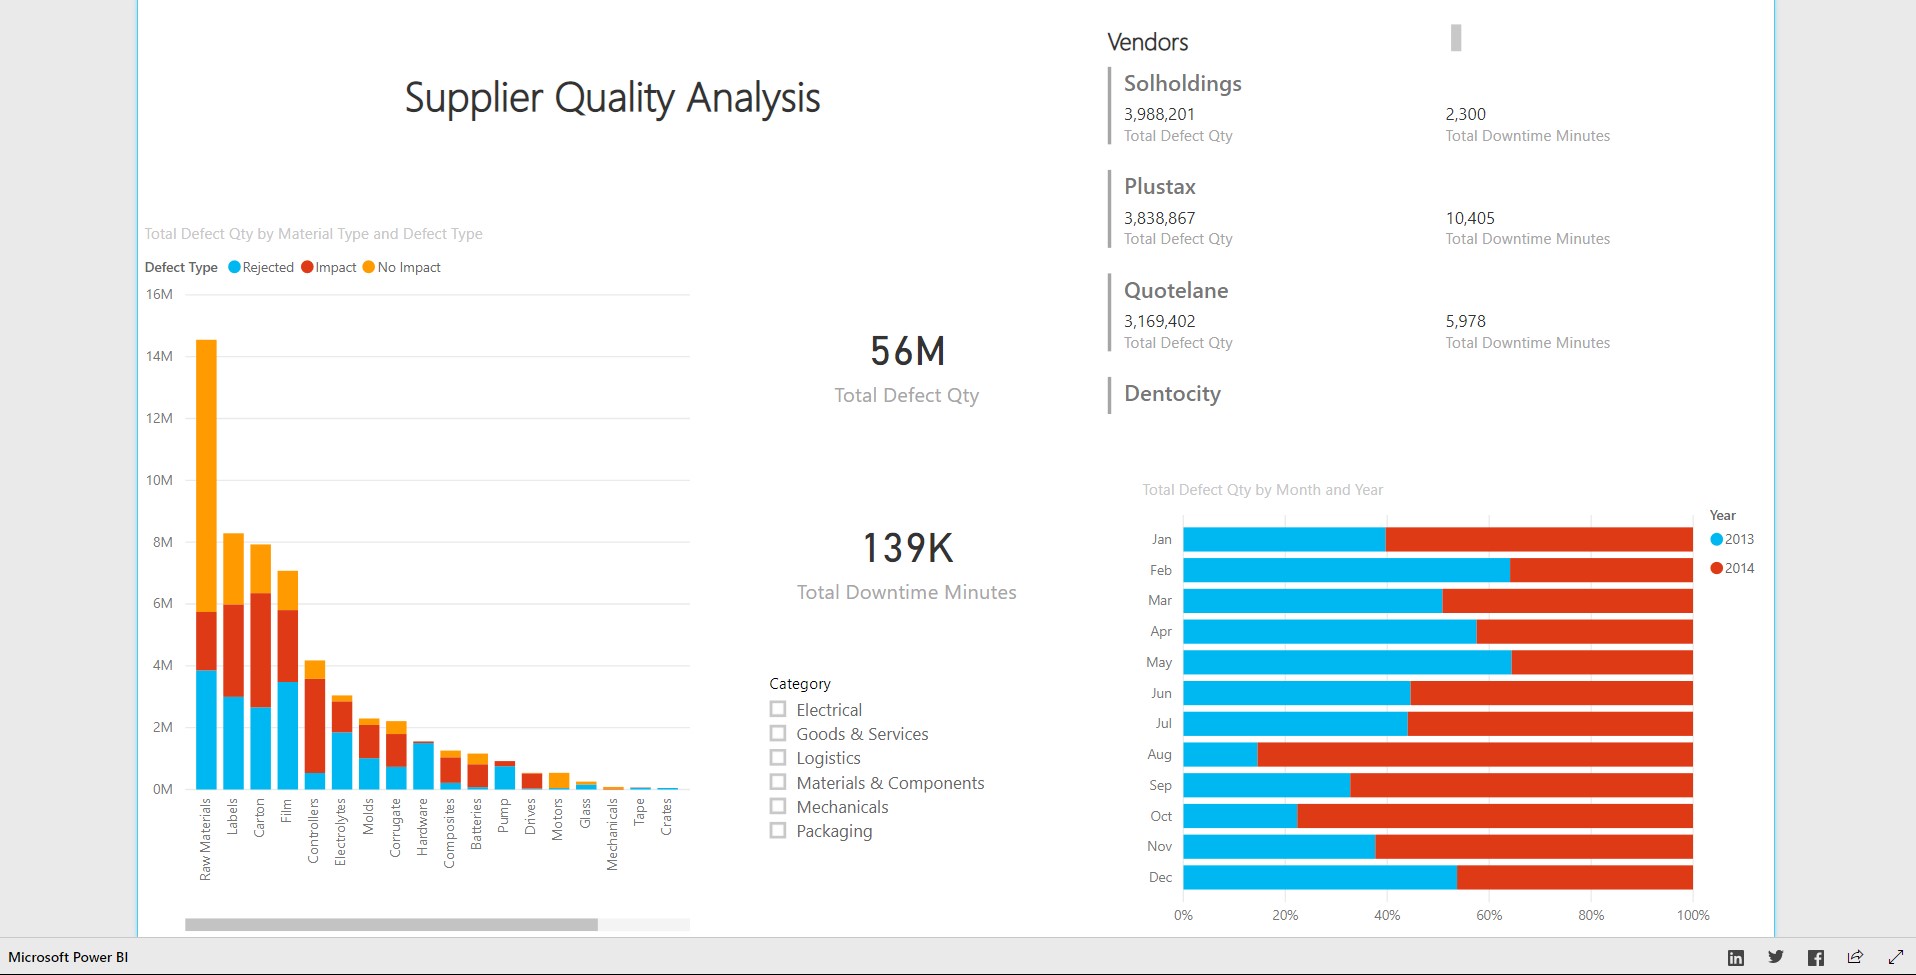 Supplier Quality Analysis
Total Defect Qty by Material Type and Defect Type
Defect Type Rejected Impact No Impact
16M
14M
12M
10M
8M
6M
4M
2M
0M
Raw Materials
Labels
Carton
Film
Controllers
Electrolytes
Molds
Corrugate
Hardware
Composites
Batteries
Pump
Drives
Motors
Glass
Mechanicals
Tape
Crates
56M
Total Defect Qty
139K
Total Downtime Minutes
Category
Electrical
Goods & Services
Logistics
Materials & Components
Mechanicals
Packaging
Vendors
Solholdings
3,988,201 2,300
Total Defect Qty Total Downtime Minutes
Plustax
3,838,867 10,405
Total Defect Qty Total Downtime Minutes
Quotelane
3,169,402 5,978
Total Defect Qty Total Downtime Minutes
Dentocity
Total Defect Qty by Month and Year
Year
2013
2014
Jan
Feb
Mar
Apr
May
Jun
Jul
Aug
Sep
Oct
Nov
Dec
0% 20% 40% 60% 80% 100%
Microsoft Power BI